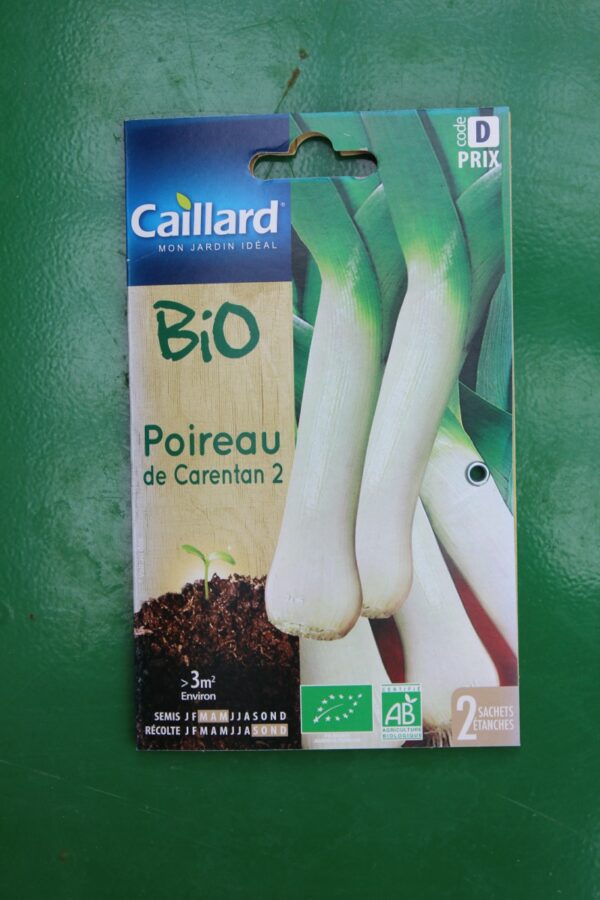 code
D
PRIX
Caillard
MON JARDIN IDÉAL
BiO
Poireau
de Carentan 2
>3m²
Environ
SEMIS J F M A M J J A S O N D
RÉCOLTE J F M A M J J A S O N D
CERTIFIÉ
AB
AGRICULTURE
BIOLOGIQUE
2 SACHETS
ÉTANCHES